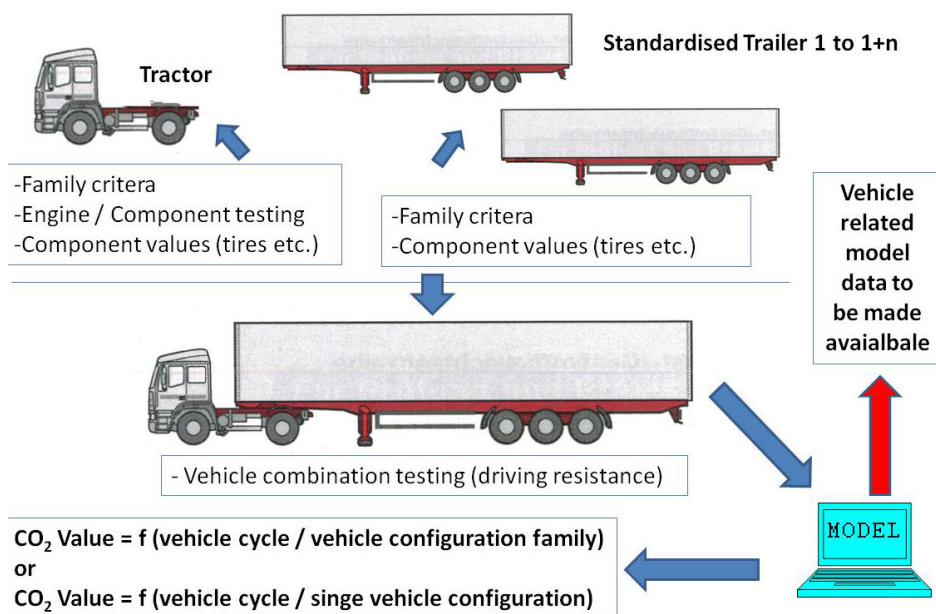 Standardised Trailer 1 to 1+n
Tractor
-Family critera
-Engine / Component testing
-Component values (tires etc.)
-Family critera
-Component values (tires etc.)
Vehicle
related
model
data to
be made
avaialbale
- Vehicle combination testing (driving resistance)
MODEL
CO₂ Value = f (vehicle cycle / vehicle configuration family)
or
CO₂ Value = f (vehicle cycle / singe vehicle configuration)